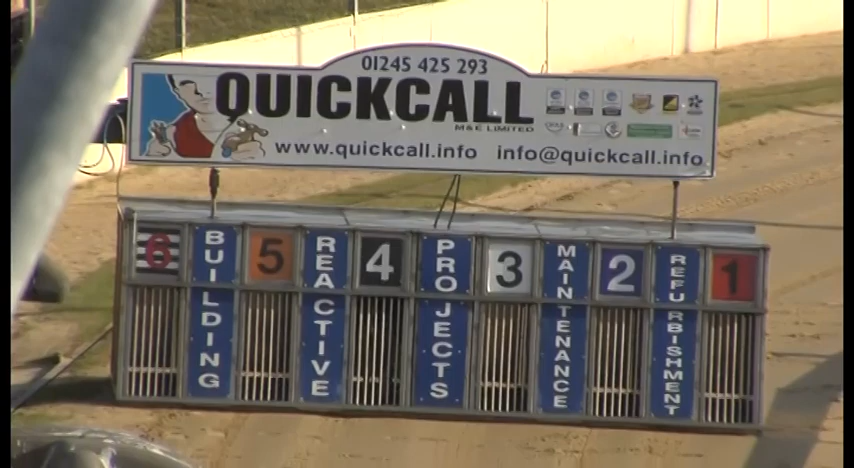 01245 425 293
QUICKCALL
M&E LIMITED
www.quickcall.info info@quickcall.info
6 BUILDING 5 REACTIVE 4 PROJECTS 3 MAINTENANCE 2 REFURBISHMENT 1